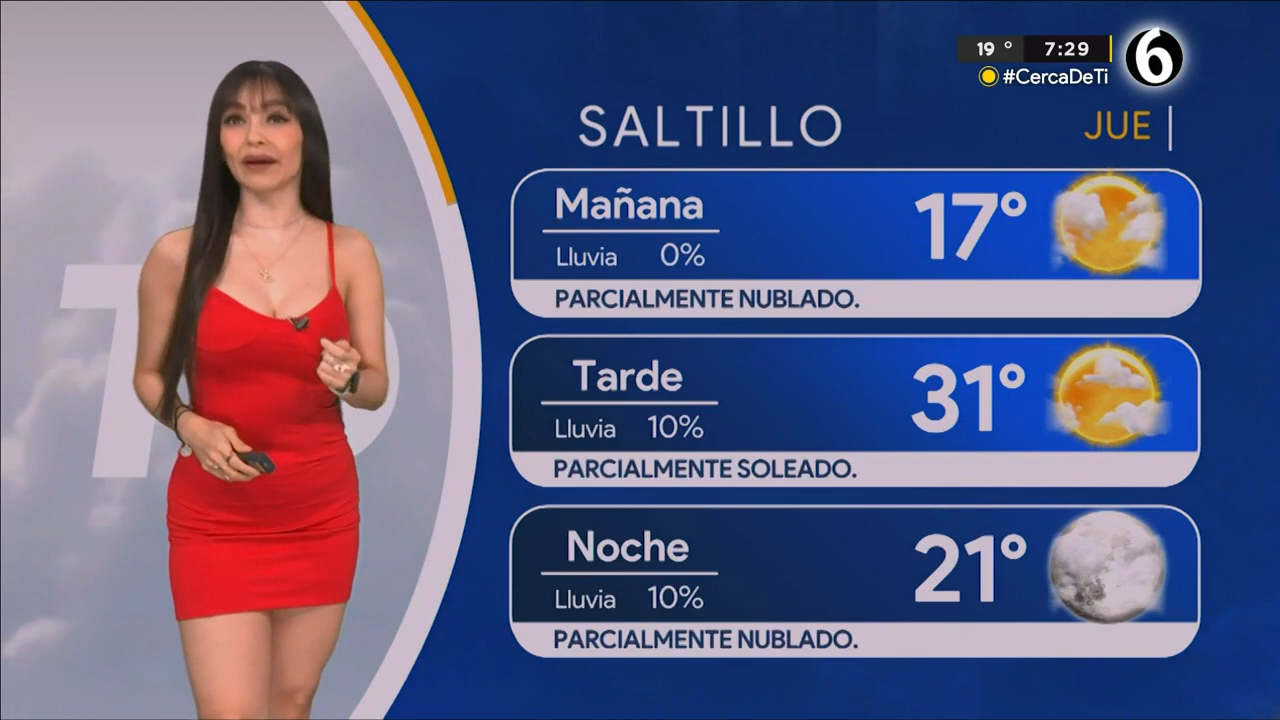 19 ° 7:29
6
#CercaDeTi
SALTILLO
JUE
Mañana
17°
Lluvia 0%
PARCIALMENTE NUBLADO.
Tarde
31°
Lluvia 10%
PARCIALMENTE SOLEADO.
Noche
21°
Lluvia 10%
PARCIALMENTE NUBLADO.